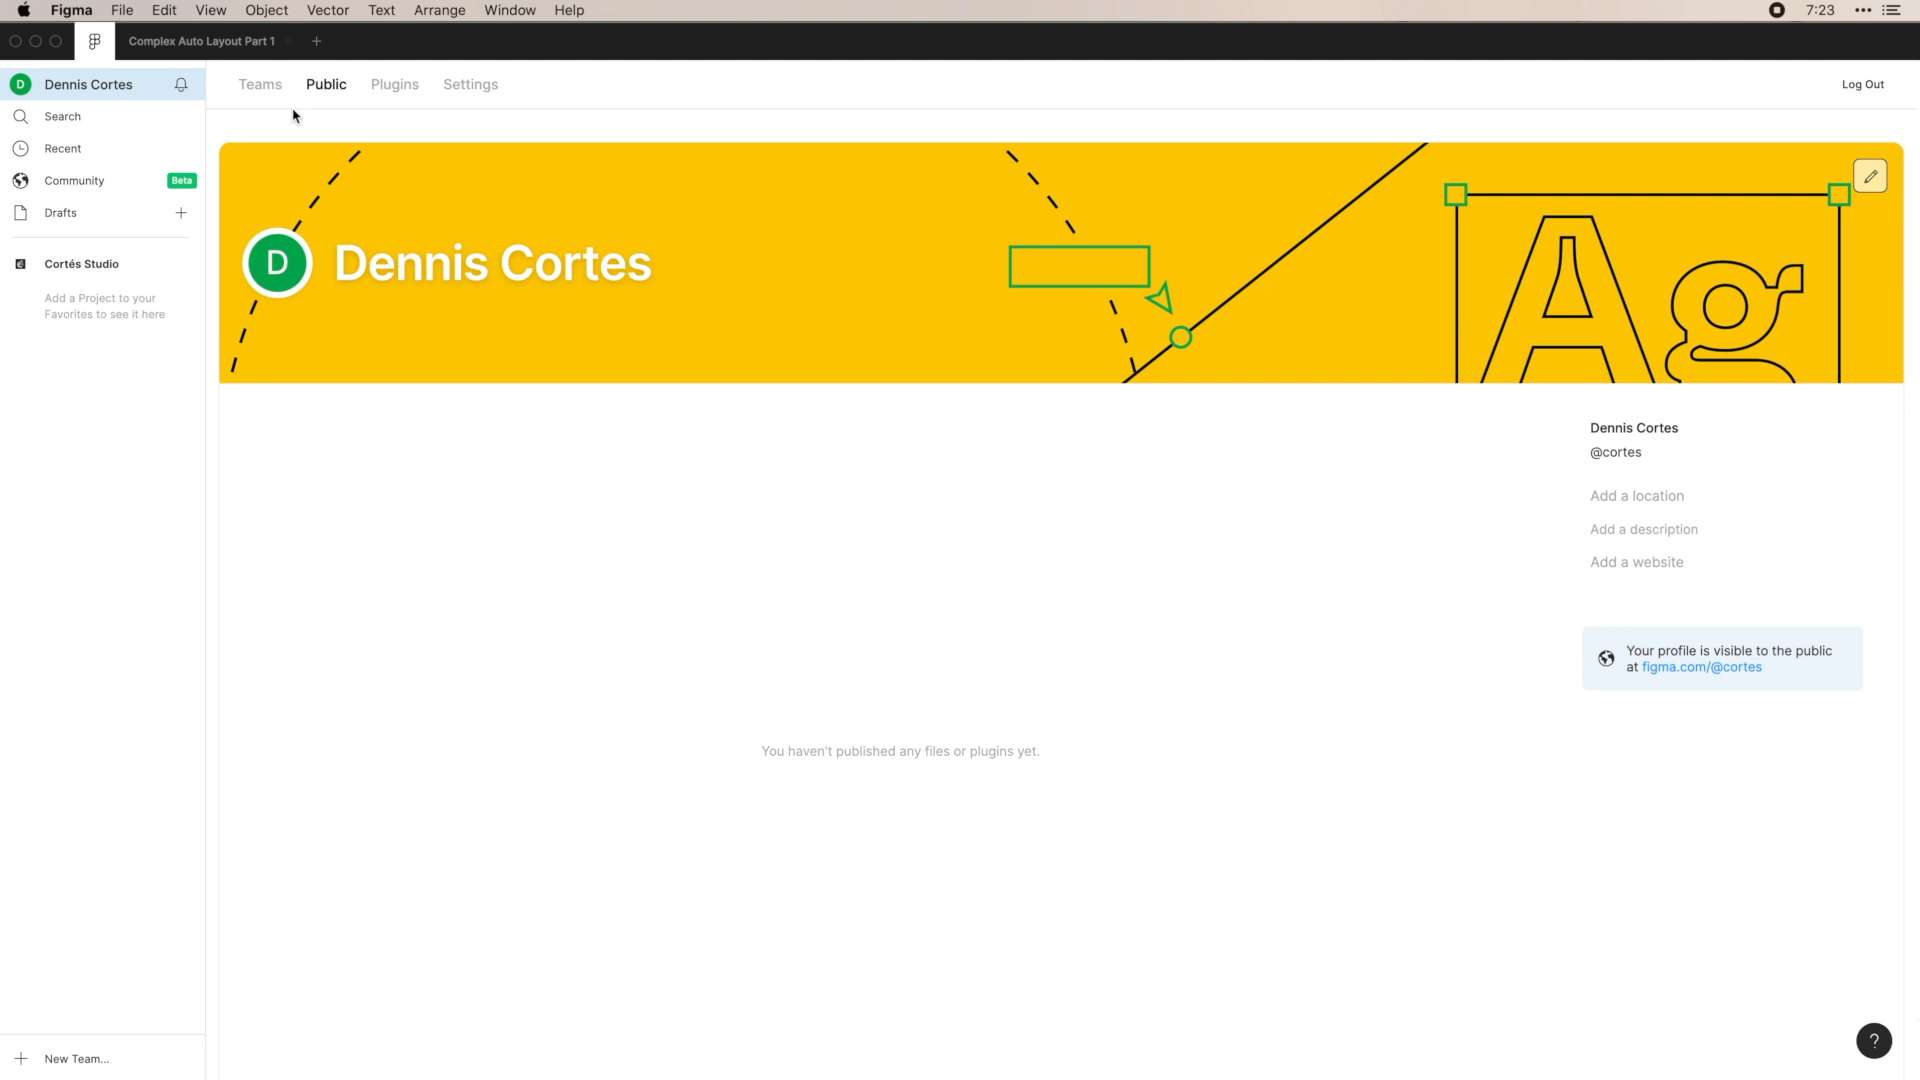 Figma File Edit View Object Vector Text Arrange Window Help 7:23
Complex Auto Layout Part 1
D Dennis Cortes
Teams Public Plugins Settings Log Out
Search
Recent
Community Beta
Drafts
Cortés Studio
Add a Project to your
Favorites to see it here
D Dennis Cortes
Ag
Dennis Cortes
@cortes
Add a location
Add a description
Add a website
Your profile is visible to the public
at figma.com/@cortes
You haven't published any files or plugins yet.
New Team...
?